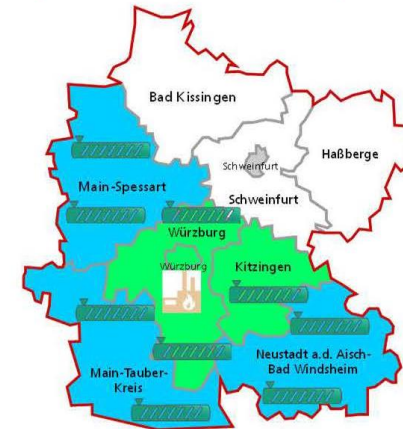 Bad Kissingen
Schweinfurt
Haßberge
Main-Spessart
Schweinfurt
Würzburg
Würzburg
Kitzingen
Neustadt a.d. Aisch-
Bad Windsheim
Main-Tauber-
Kreis